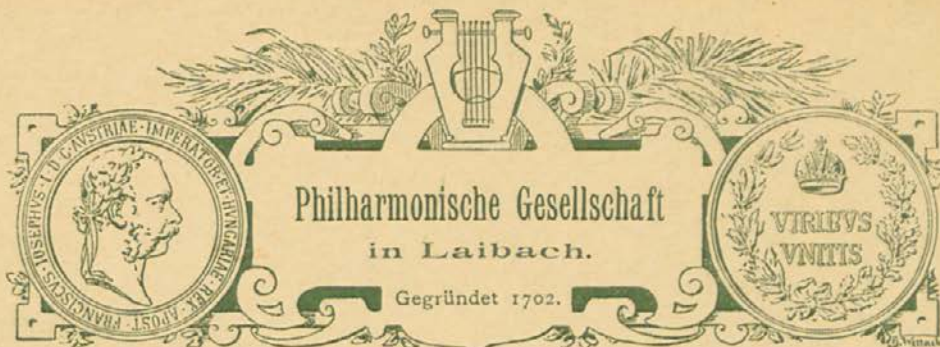 FRANCISCVS·IOSEPHVS·I·D·G·AVSTRIAE·IMPERATOR·ET·HVNGARIAE·REX·APOST·
Philharmonische Gesellschaft
in Laibach.
Gegründet 1702.
VIRIBVS
VNITIS